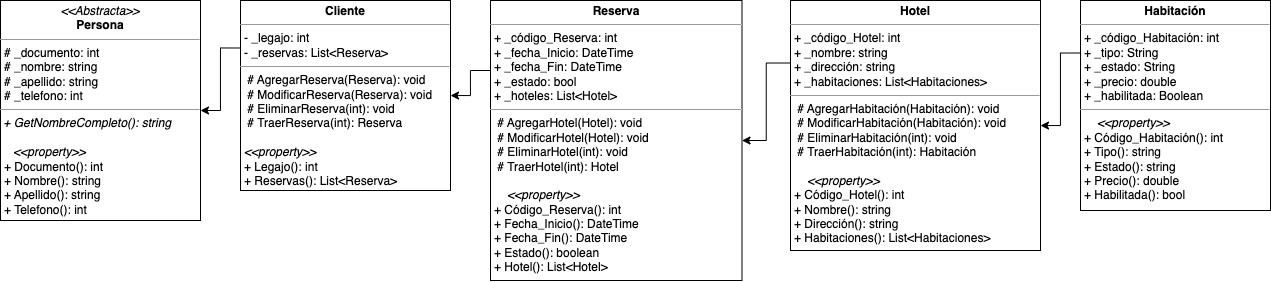 <<Abstracta>>
Persona
# _documento: int
# _nombre: string
# _apellido: string
# _telefono: int
+ GetNombreCompleto(): string
<<property>>
+ Documento(): int
+ Nombre(): string
+ Apellido(): string
+ Telefono(): int
Cliente
- _legajo: int
- _reservas: List<Reserva>
# AgregarReserva(Reserva): void
# ModificarReserva(Reserva): void
# EliminarReserva(int): void
# TraerReserva(int): Reserva
<<property>>
+ Legajo(): int
+ Reservas(): List<Reserva>
Reserva
+ _código_Reserva: int
+ _fecha_Inicio: DateTime
+ _fecha_Fin: DateTime
+ _estado: bool
+ _hoteles: List<Hotel>
# AgregarHotel(Hotel): void
# ModificarHotel(Hotel): void
# EliminarHotel(int): void
# TraerHotel(int): Hotel
<<property>>
+ Código_Reserva(): int
+ Fecha_Inicio(): DateTime
+ Fecha_Fin(): DateTime
+ Estado(): boolean
+ Hotel(): List<Hotel>
Hotel
+ _código_Hotel: int
+ _nombre: string
+ _dirección: string
+ _habitaciones: List<Habitaciones>
# AgregarHabitación(Habitación): void
# ModificarHabitación(Habitación): void
# EliminarHabitación(int): void
# TraerHabitación(int): Habitación
<<property>>
+ Código_Hotel(): int
+ Nombre(): string
+ Dirección(): string
+ Habitaciones(): List<Habitaciones>
Habitación
+ _código_Habitación: int
+ _tipo: String
+ _estado: String
+ _precio: double
+ _habilitada: Boolean
<<property>>
+ Código_Habitación(): int
+ Tipo(): string
+ Estado(): string
+ Precio(): double
+ Habilitada(): bool